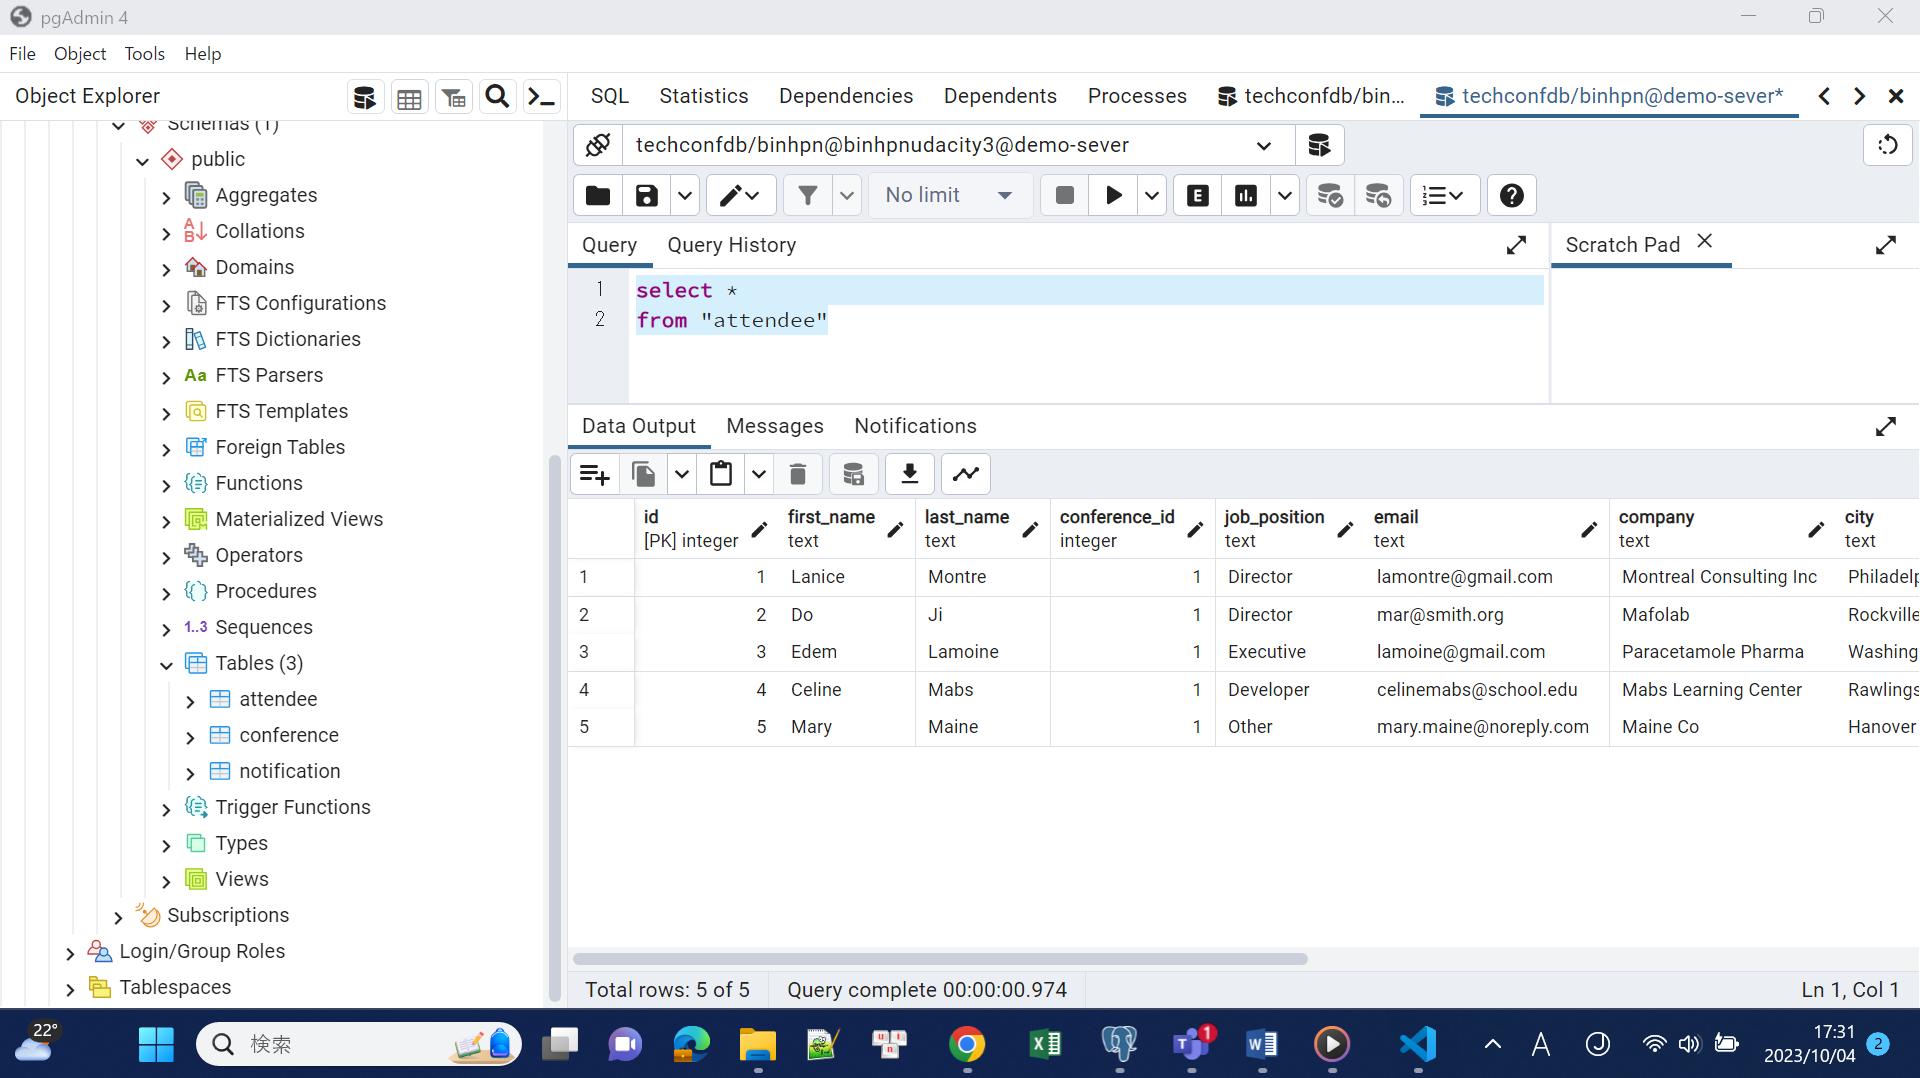 pgAdmin 4
File Object Tools Help
Object Explorer
SQL Statistics Dependencies Dependents Processes techconfdb/bin... techconfdb/binhpn@demo-sever*
Schemas (1)
public
Aggregates
Collations
Domains
FTS Configurations
FTS Dictionaries
Aa FTS Parsers
FTS Templates
Foreign Tables
Functions
Materialized Views
Operators
Procedures
1..3 Sequences
Tables (3)
attendee
conference
notification
Trigger Functions
Types
Views
Subscriptions
Login/Group Roles
Tablespaces
techconfdb/binhpn@binhpnudacity3@demo-sever
No limit
E
Query Query History
Scratch Pad
1 select *
2 from "attendee"
Data Output Messages Notifications
id first_name last_name conference_id job_position email company city
[PK] integer text text integer text text text text
1 1 Lanice Montre 1 Director lamontre@gmail.com Montreal Consulting Inc Philadelp
2 2 Do Ji 1 Director mar@smith.org Mafolab Rockville
3 3 Edem Lamoine 1 Executive lamoine@gmail.com Paracetamole Pharma Washing
4 4 Celine Mabs 1 Developer celinemabs@school.edu Mabs Learning Center Rawlings
5 5 Mary Maine 1 Other mary.maine@noreply.com Maine Co Hanover
Total rows: 5 of 5 Query complete 00:00:00.974 Ln 1, Col 1
22°
検索
1
A
17:31
2023/10/04
2